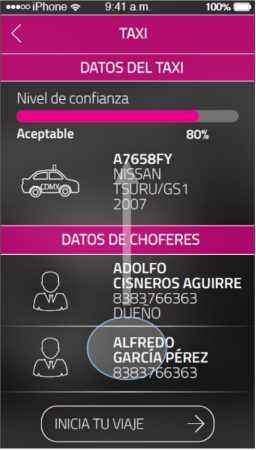 iPhone 9:41 a.m. 100%
TAXI
DATOS DEL TAXI
Nivel de confianza
Aceptable 80%
CDMX
A7658FY
NISSAN
TSURU/GS1
2007
DATOS DE CHOFERES
ADOLFO
CISNEROS AGUIRRE
8383766363
DUEÑO
ALFREDO
GARCÍA PÉREZ
8383766363
INICIA TU VIAJE